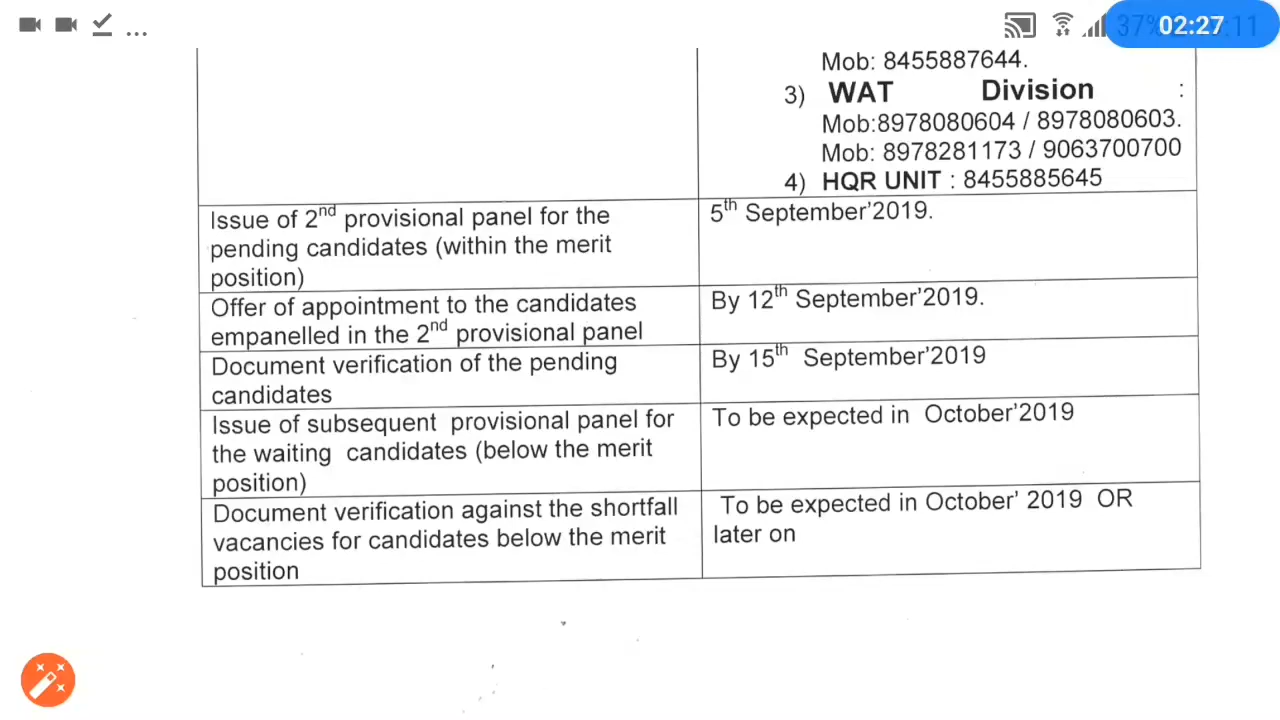 ...
37%
02:27
11
Mob: 8455887644.
3) WAT Division :
Mob:8978080604 / 8978080603.
Mob: 8978281173 / 9063700700
4) HQR UNIT : 8455885645
Issue of 2nd provisional panel for the
pending candidates (within the merit
position)
5th September'2019.
Offer of appointment to the candidates
empanelled in the 2nd provisional panel
By 12th September'2019.
Document verification of the pending
candidates
By 15th September'2019
Issue of subsequent provisional panel for
the waiting candidates (below the merit
position)
To be expected in October'2019
Document verification against the shortfall
vacancies for candidates below the merit
position
To be expected in October' 2019 OR
later on